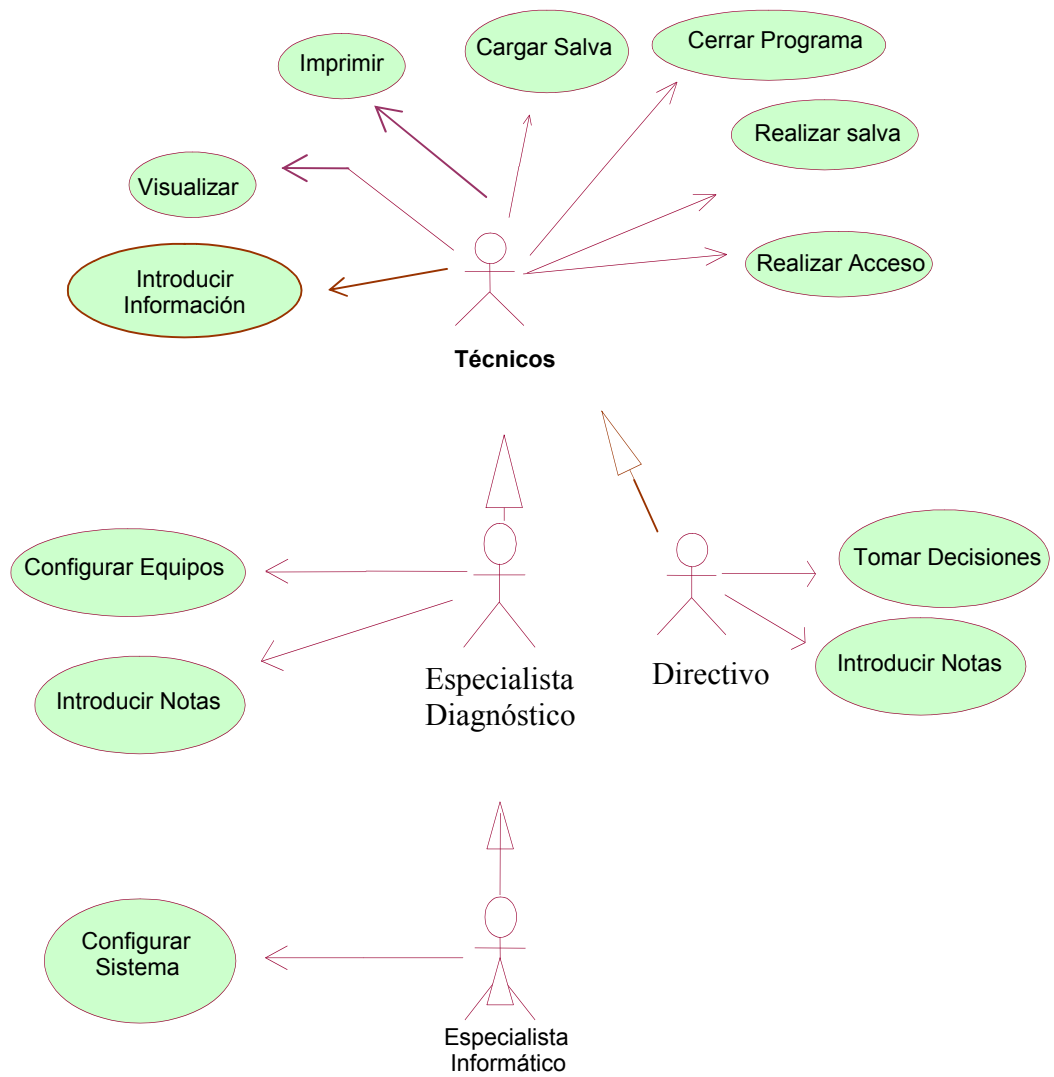 Imprimir
Cargar Salva
Cerrar Programa
Realizar salva
Visualizar
Realizar Acceso
Introducir
Información
Técnicos
Configurar Equipos
Tomar Decisiones
Introducir Notas
Especialista
Diagnóstico
Directivo
Introducir Notas
Configurar
Sistema
Especialista
Informático